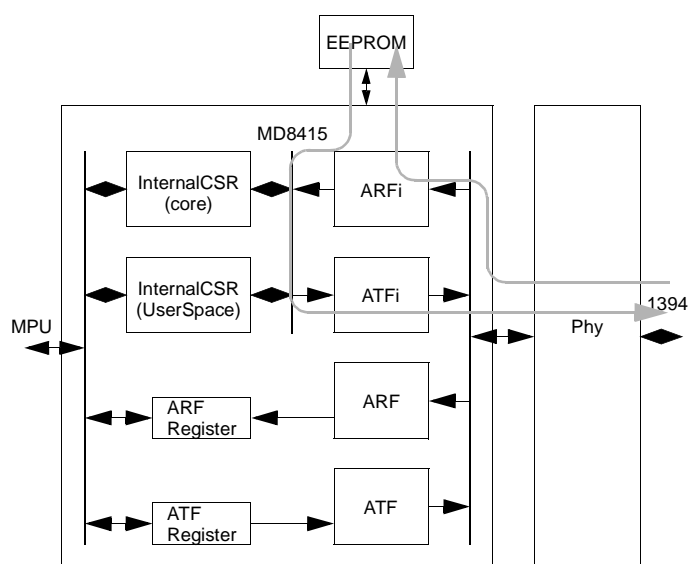 EEPROM
MD8415
InternalCSR
(core)
ARFi
InternalCSR
(UserSpace)
ATFi
MPU
1394
Phy
ARF
Register
ARF
ATF
Register
ATF